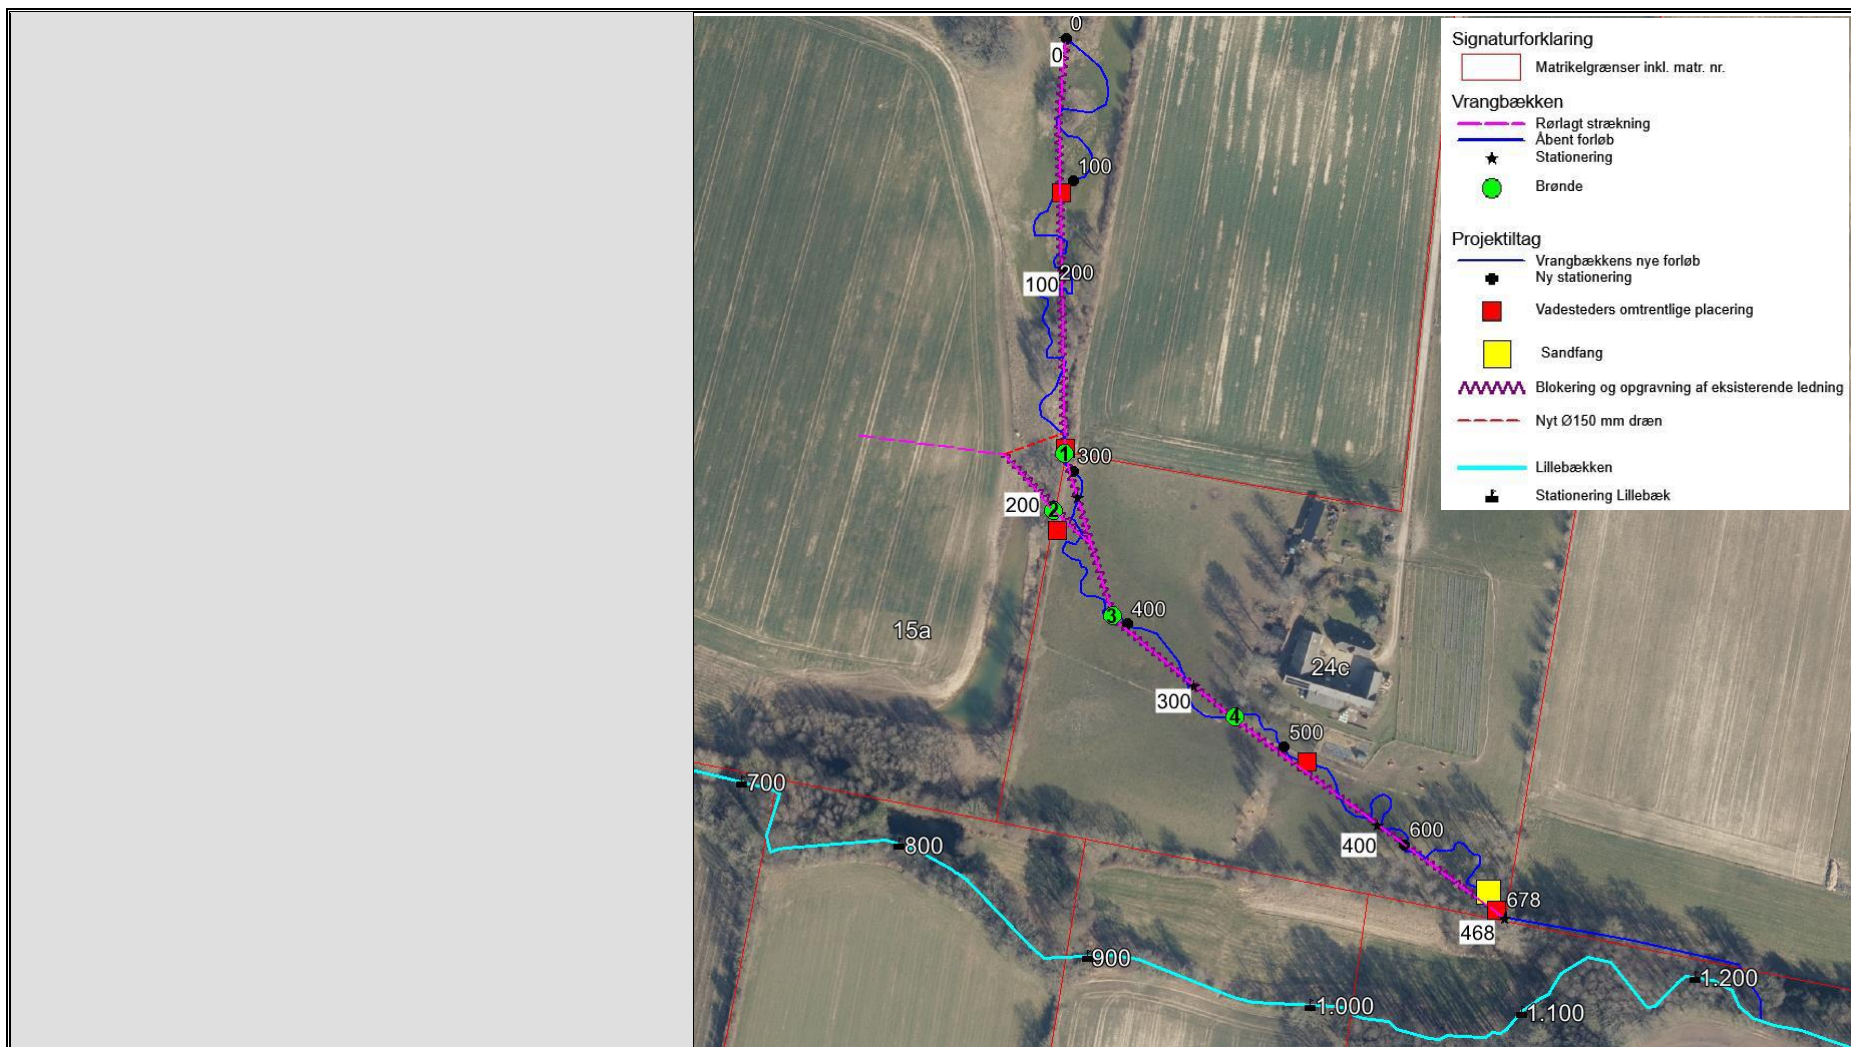 Signaturforklaring
Matrikelgrænser inkl. matr. nr.
Vrangbækken
Rørlagt strækning
Åbent forløb
Stationering
Brønde
Projektiltag
Vrangbækkens nye forløb
Ny stationering
Vadesteders omtrentlige placering
Sandfang
Blokering og opgravning af eksisterende ledning
Nyt Ø150 mm dræn
Lillebækken
Stationering Lillebæk
0
0
100
200
100
1
300
200
2
3
400
15a
24c
300
4
500
700
800
600
400
678
468
900
1.000
1.100
1.200